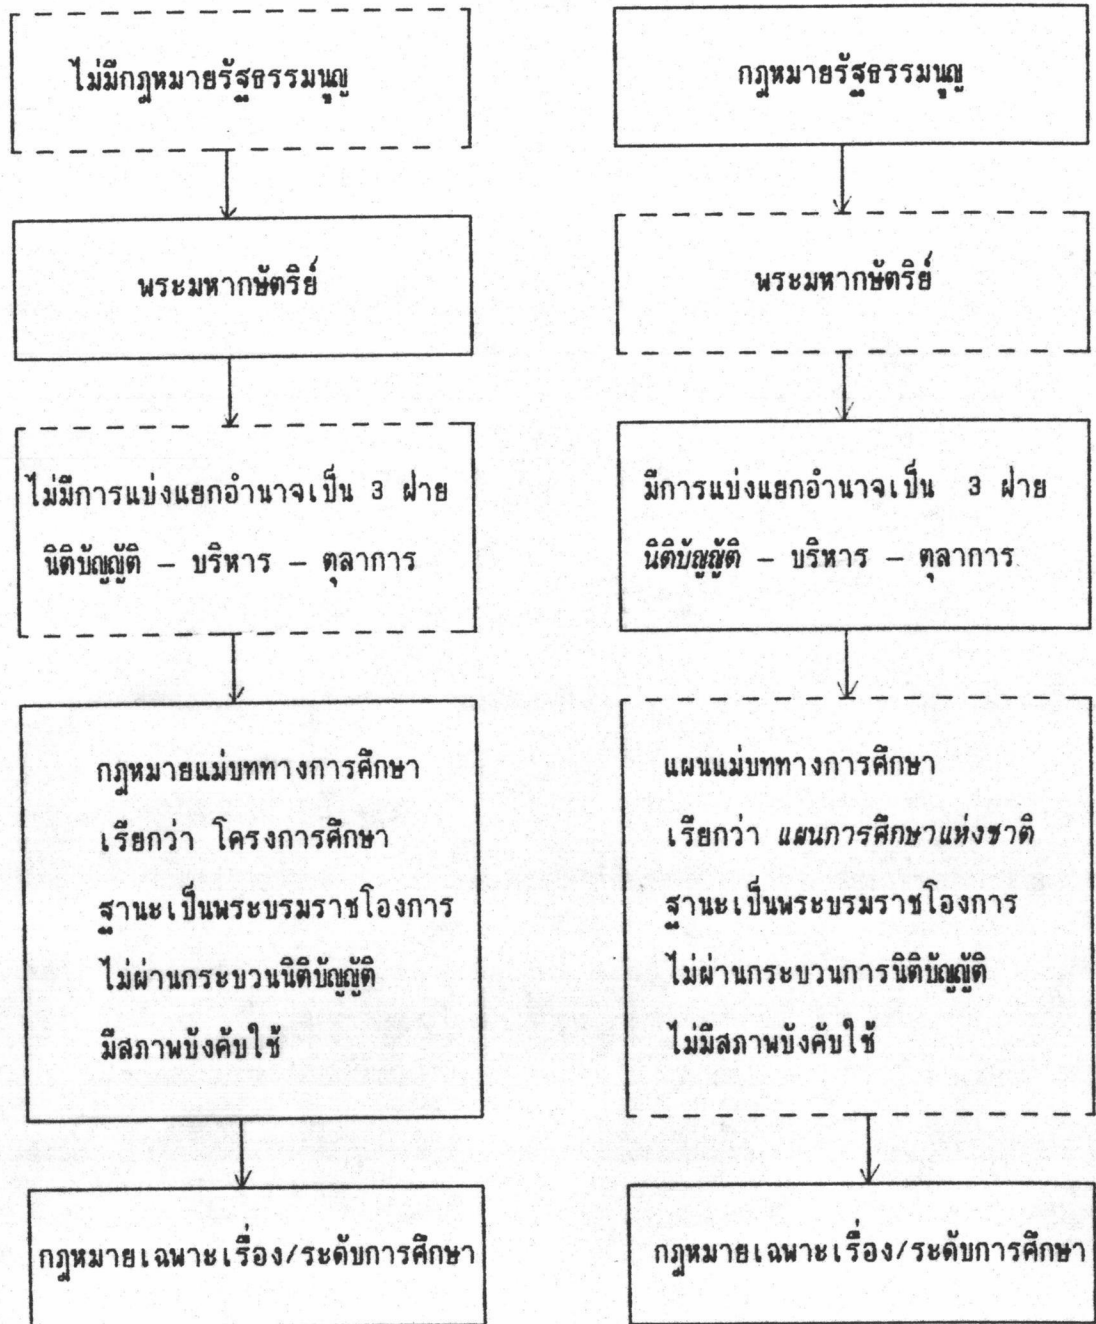 ไม่มีกฎหมายรัฐธรรมนูญ
พระมหากษัตริย์
ไม่มีการแบ่งแยกอำนาจเป็น 3 ฝ่าย
นิติบัญญัติ – บริหาร – ตุลาการ
กฎหมายแม่บททางการศึกษา
เรียกว่า โครงการศึกษา
ฐานะเป็นพระบรมราชโองการ
ไม่ผ่านกระบวนนิติบัญญัติ
มีสภาพบังคับใช้
กฎหมายเฉพาะเรื่อง/ระดับการศึกษา
กฎหมายรัฐธรรมนูญ
พระมหากษัตริย์
มีการแบ่งแยกอำนาจเป็น 3 ฝ่าย
นิติบัญญัติ – บริหาร – ตุลาการ
แผนแม่บททางการศึกษา
เรียกว่า แผนการศึกษาแห่งชาติ
ฐานะเป็นพระบรมราชโองการ
ไม่ผ่านกระบวนการนิติบัญญัติ
ไม่มีสภาพบังคับใช้
กฎหมายเฉพาะเรื่อง/ระดับการศึกษา